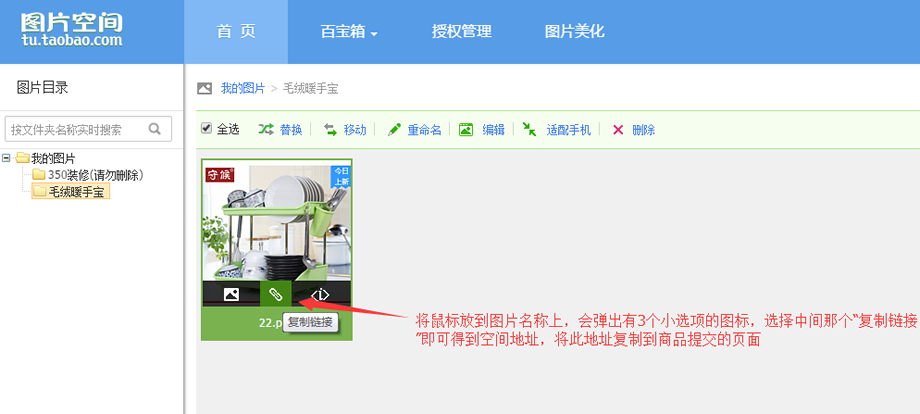 图片空间
tu.taobao.com
首 页
百宝箱
授权管理
图片美化
图片目录
我的图片 > 毛绒暖手宝
按文件夹名称实时搜索
全选 替换 移动 重命名 编辑 适配手机 删除
我的图片
350装修(请勿删除)
毛绒暖手宝
守候
今日
上新
22.p
复制链接
将鼠标放到图片名称上，会弹出有3个小选项的图标，选择中间那个“复制链接
”即可得到空间地址，将此地址复制到商品提交的页面